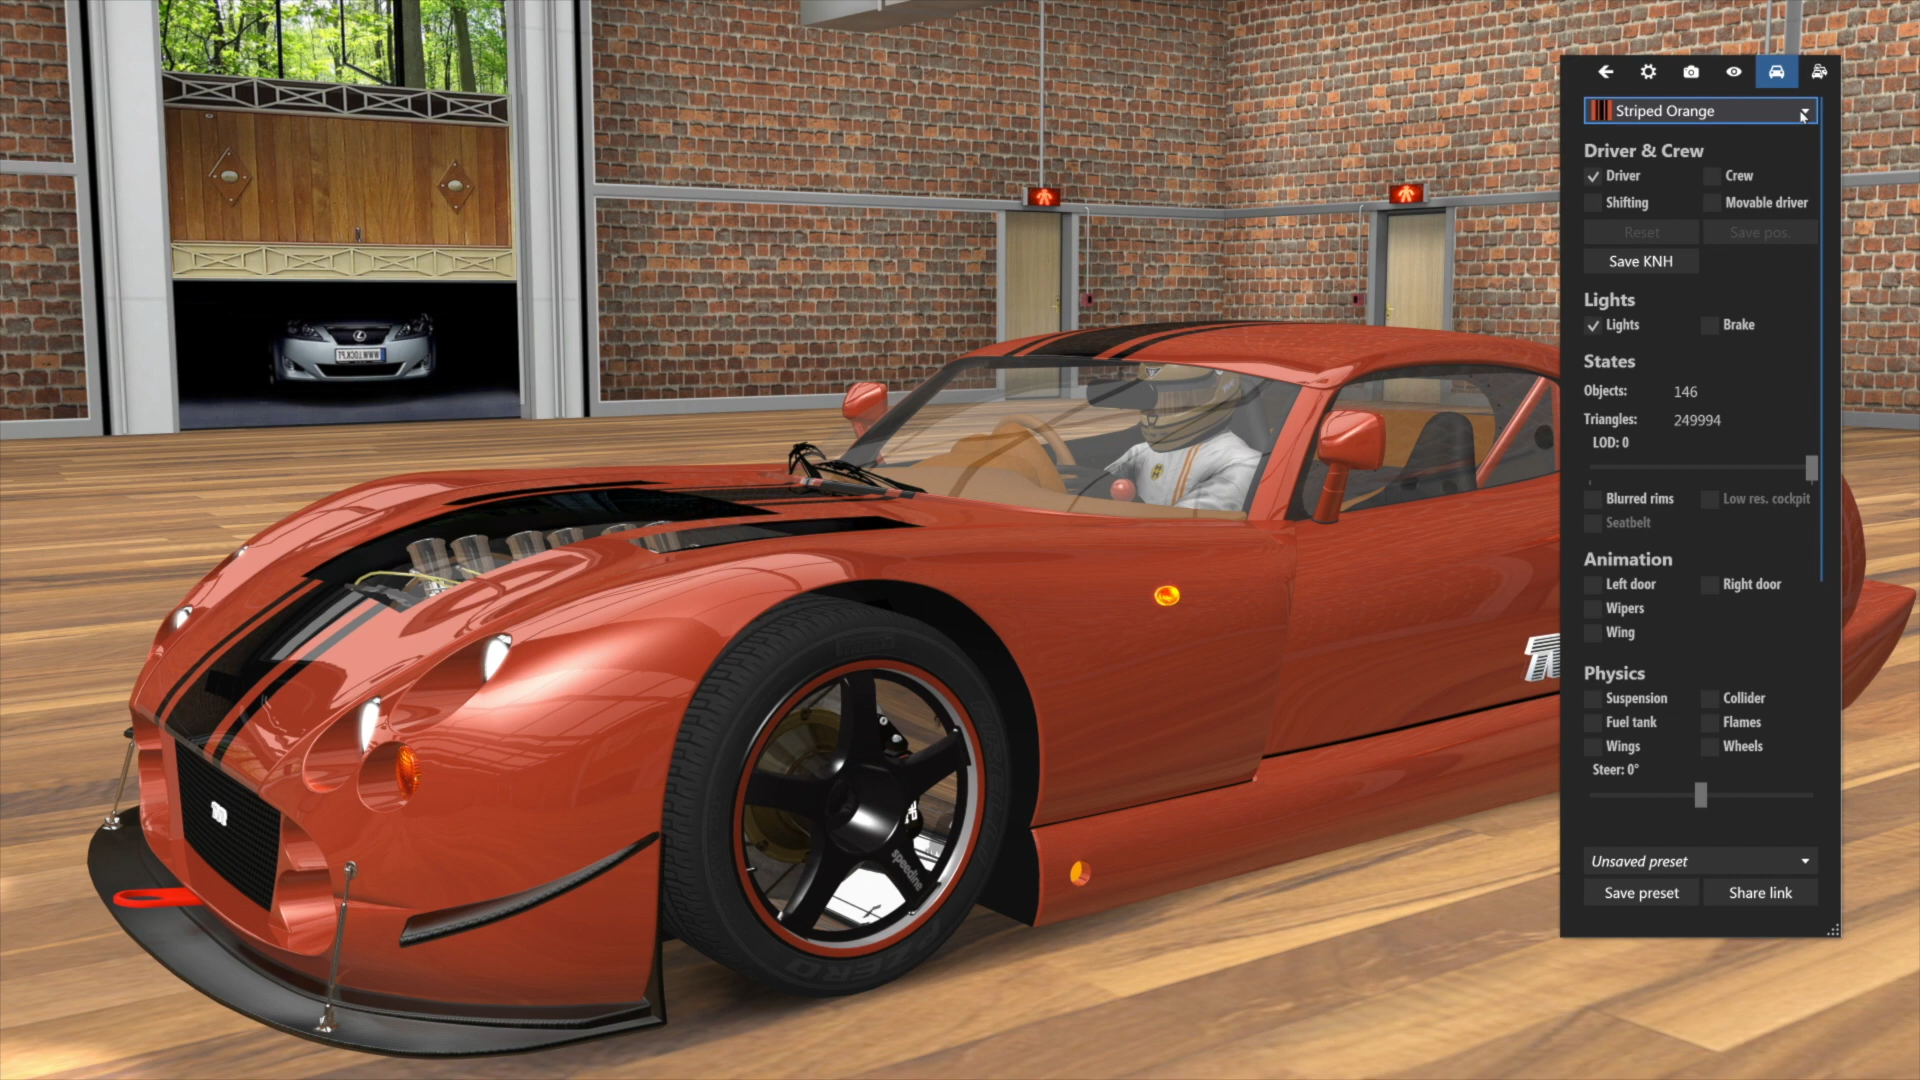 Striped Orange
Driver & Crew
Driver
Crew
Shifting
Movable driver
Reset
Save pos.
Save KNH
Lights
Lights
Brake
States
Objects: 146
Triangles: 249994
LOD: 0
Blurred rims
Low res. cockpit
Seatbelt
Animation
Left door
Right door
Wipers
Wing
Physics
Suspension
Collider
Fuel tank
Flames
Wings
Wheels
Steer: 0°
Unsaved preset
Save preset
Share link
speedline
ZERO